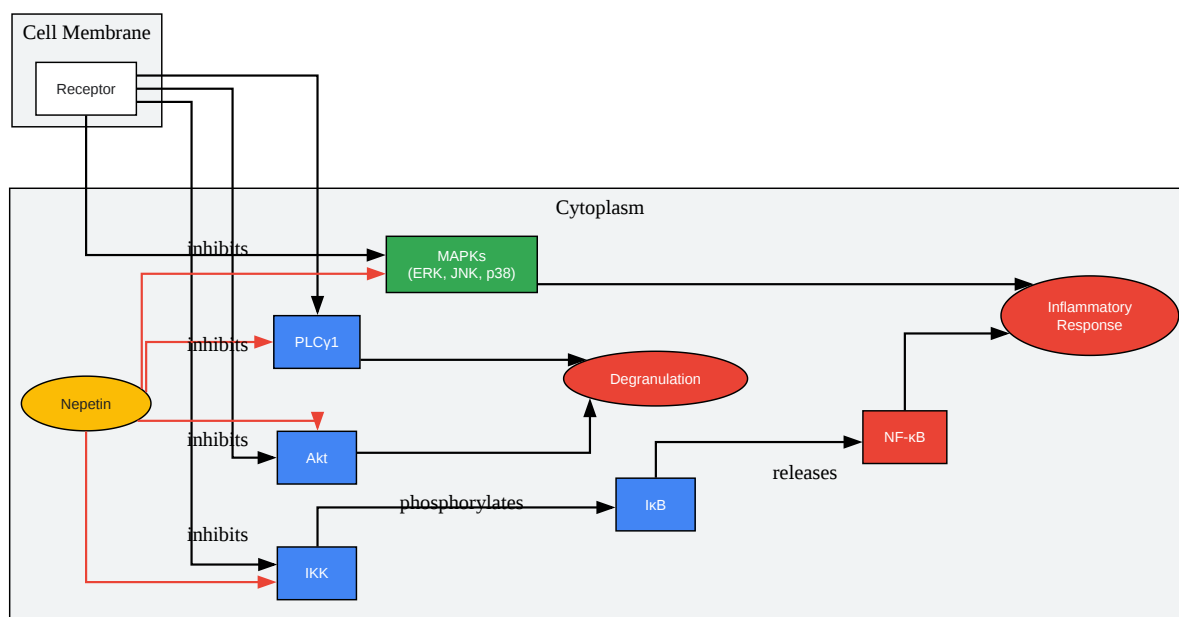 Cell Membrane
Receptor
Cytoplasm
inhibits
MAPKs
(ERK, JNK, p38)
Inflammatory
Response
inhibits
PLCγ1
Degranulation
Nepetin
inhibits
Akt
NF-κB
releases
phosphorylates
IκB
inhibits
IKK